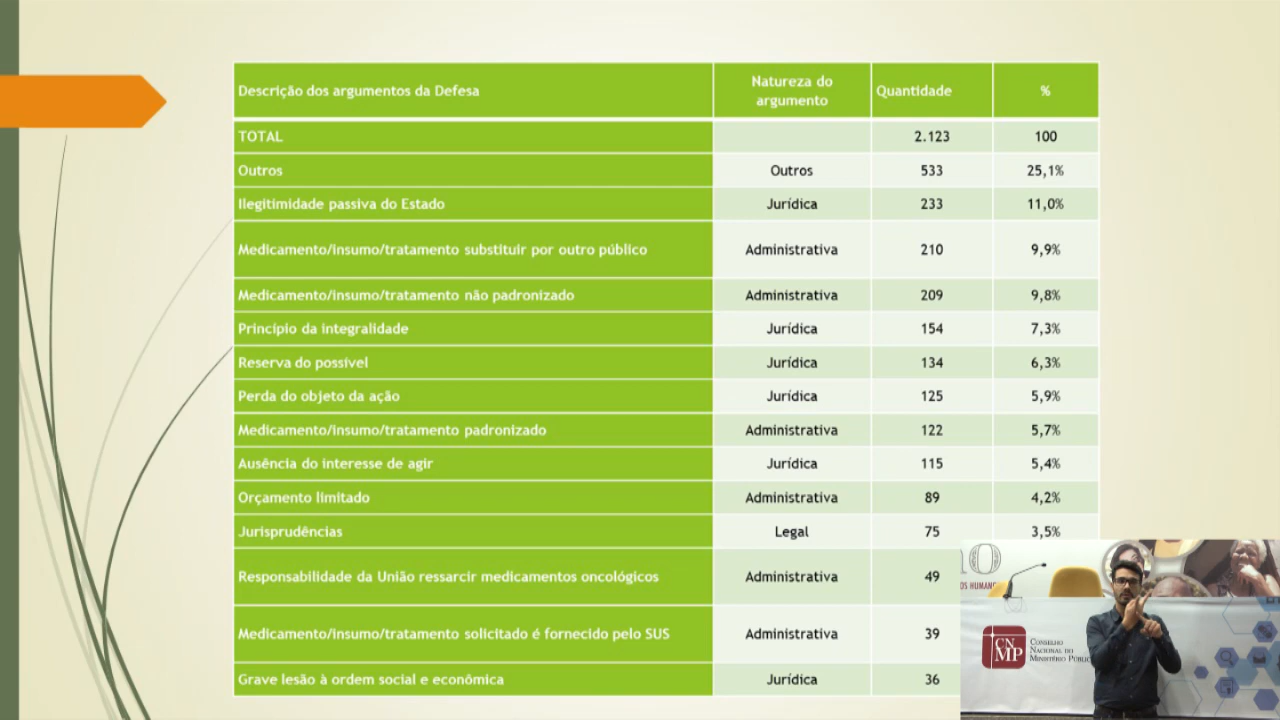 Descrição dos argumentos da Defesa Natureza do argumento Quantidade %
TOTAL 2.123 100
Outros Outros 533 25,1%
Ilegitimidade passiva do Estado Jurídica 233 11,0%
Medicamento/insumo/tratamento substituir por outro público Administrativa 210 9,9%
Medicamento/insumo/tratamento não padronizado Administrativa 209 9,8%
Princípio da integralidade Jurídica 154 7,3%
Reserva do possível Jurídica 134 6,3%
Perda do objeto da ação Jurídica 125 5,9%
Medicamento/insumo/tratamento padronizado Administrativa 122 5,7%
Ausência do interesse de agir Jurídica 115 5,4%
Orçamento limitado Administrativa 89 4,2%
Jurisprudências Legal 75 3,5%
Responsabilidade da União ressarcir medicamentos oncológicos Administrativa 49
Medicamento/insumo/tratamento solicitado é fornecido pelo SUS Administrativa 39
Grave lesão à ordem social e econômica Jurídica 36
OS HUMANO
CN
MP
CONSELHO
NACIONAL DO
MINISTÉRIO PÚBLIC